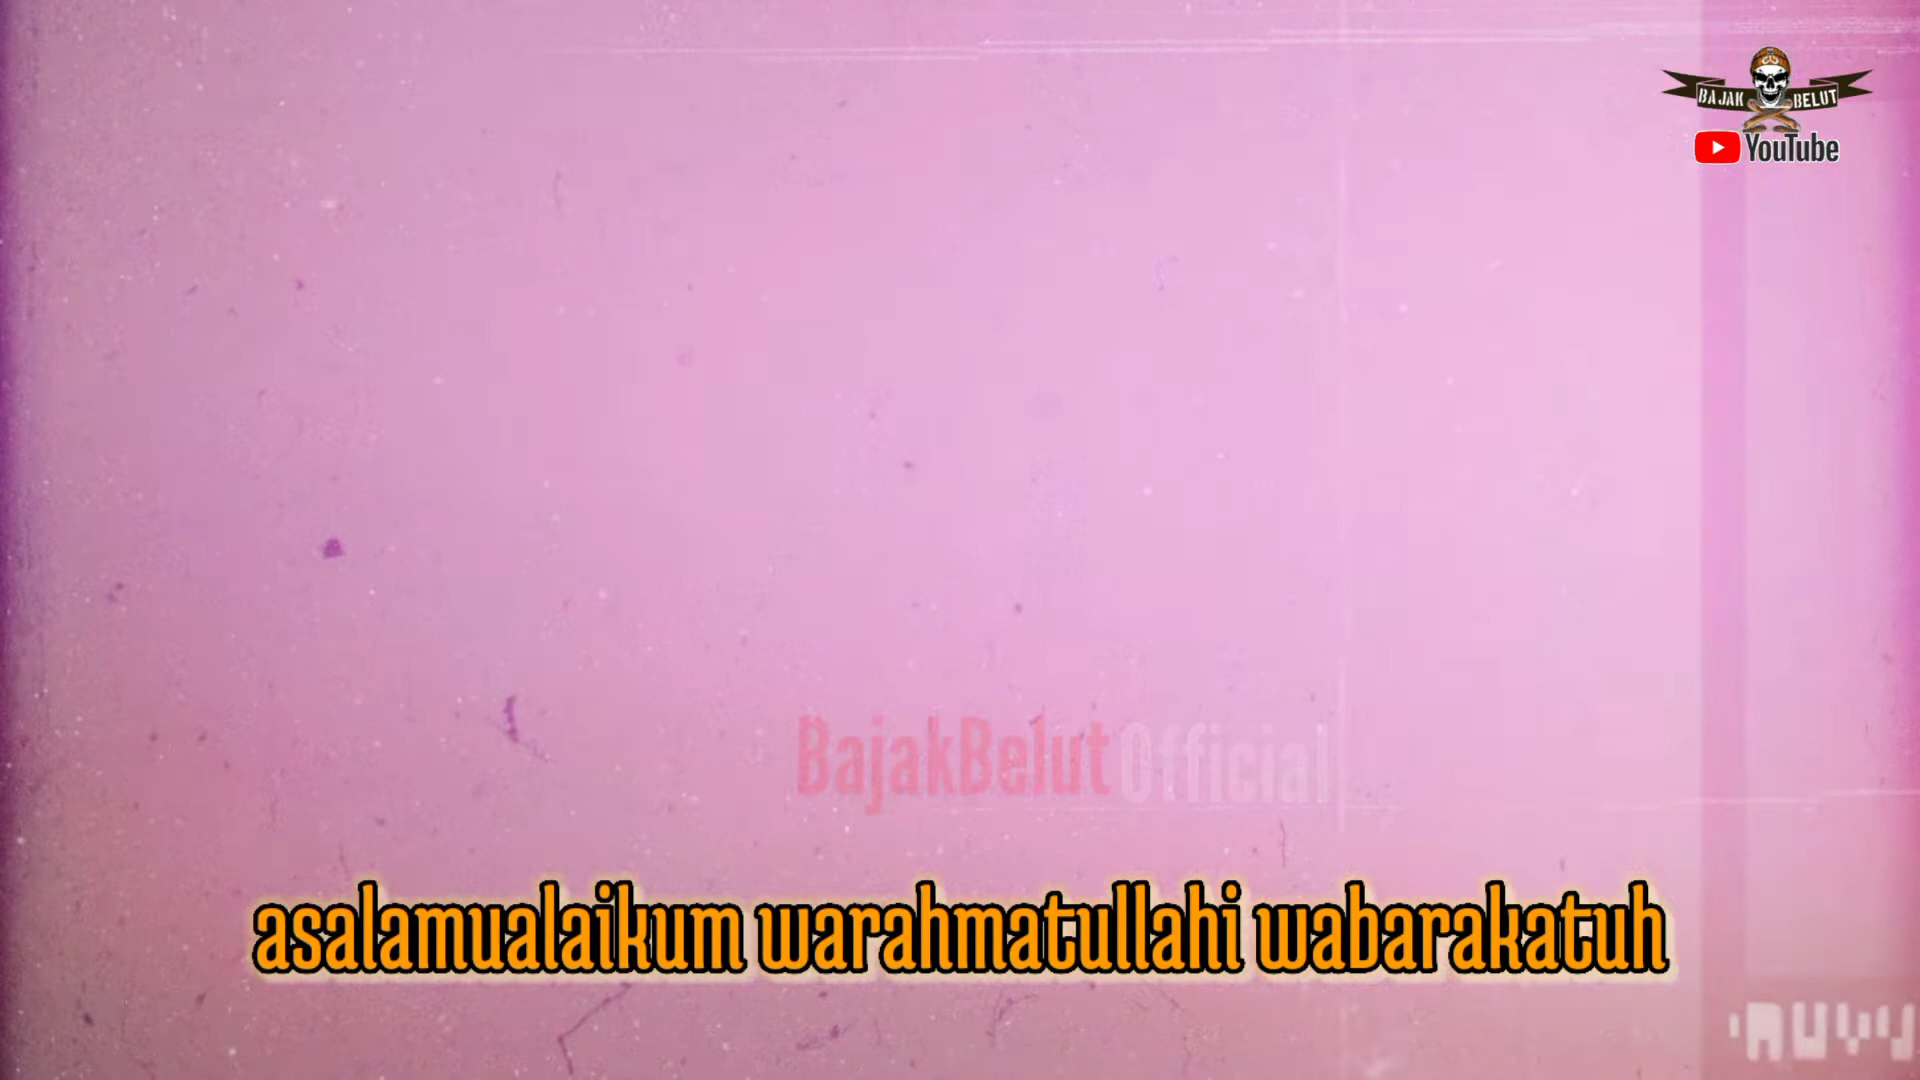 BAJAK BELUT
YouTube
BajakBelut Official
asalamualaikum warahmatullahi wabarakatuh